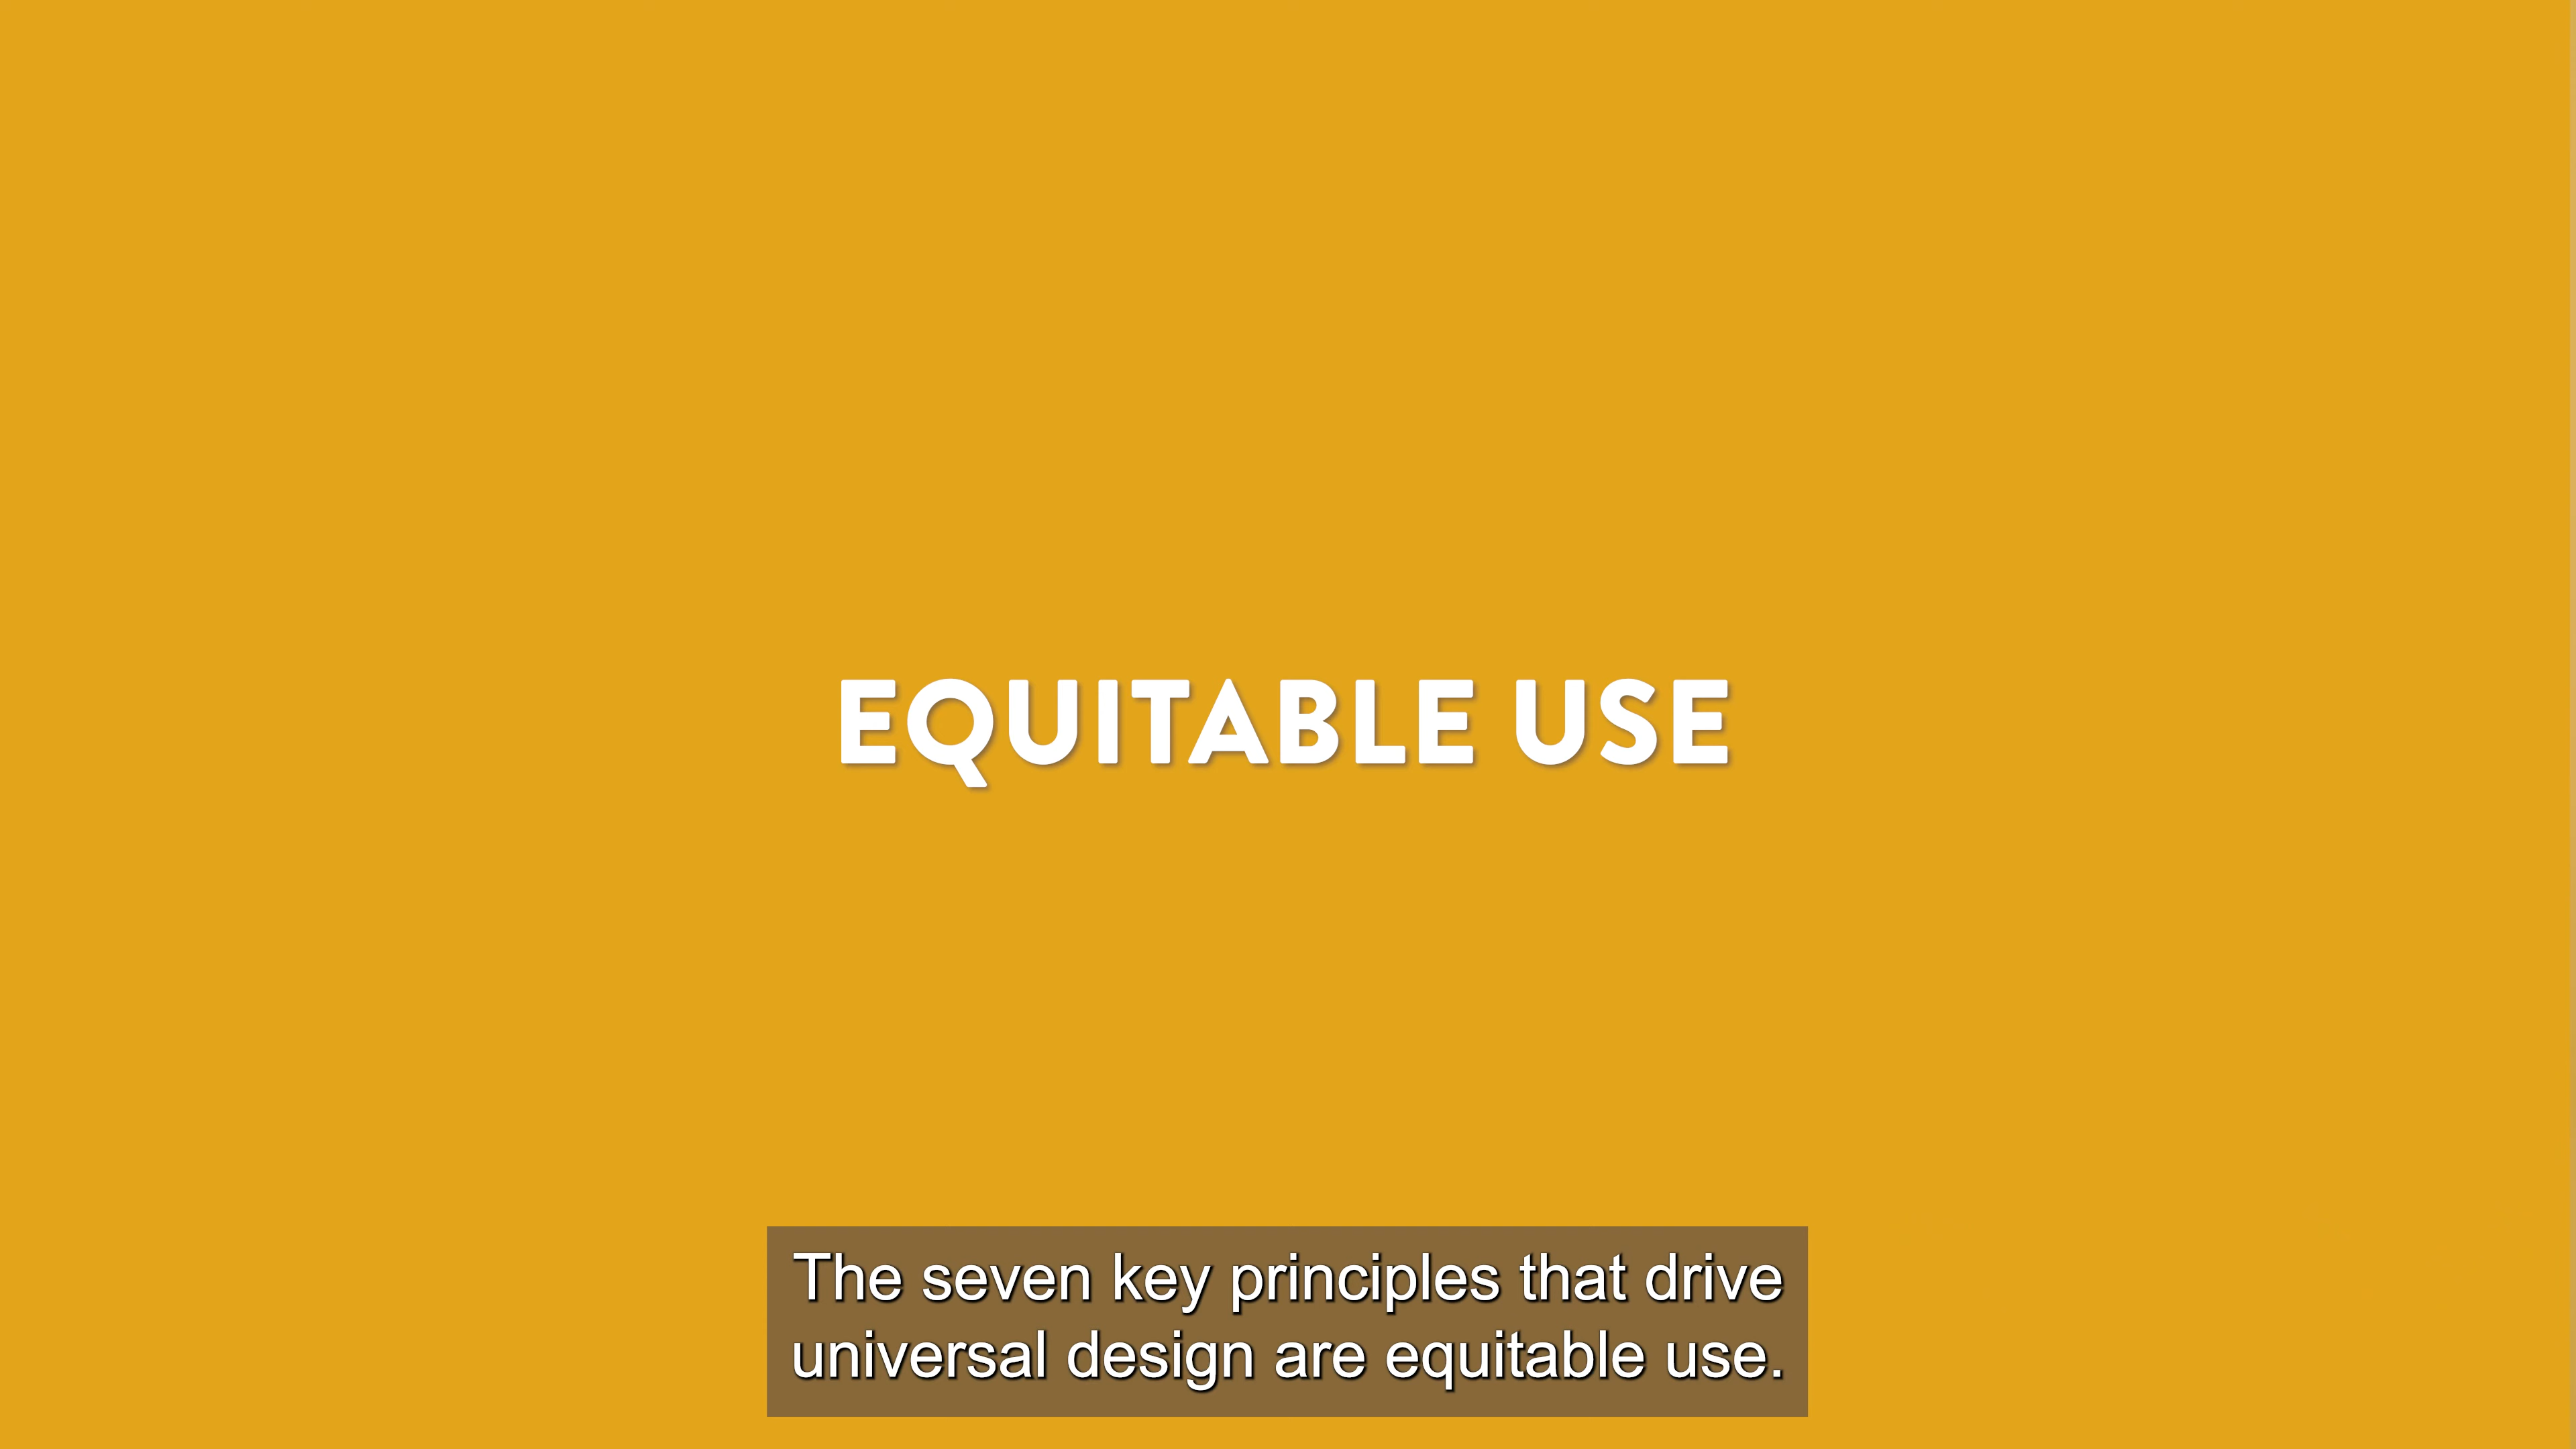 EQUITABLE USE
The seven key principles that drive
universal design are equitable use.